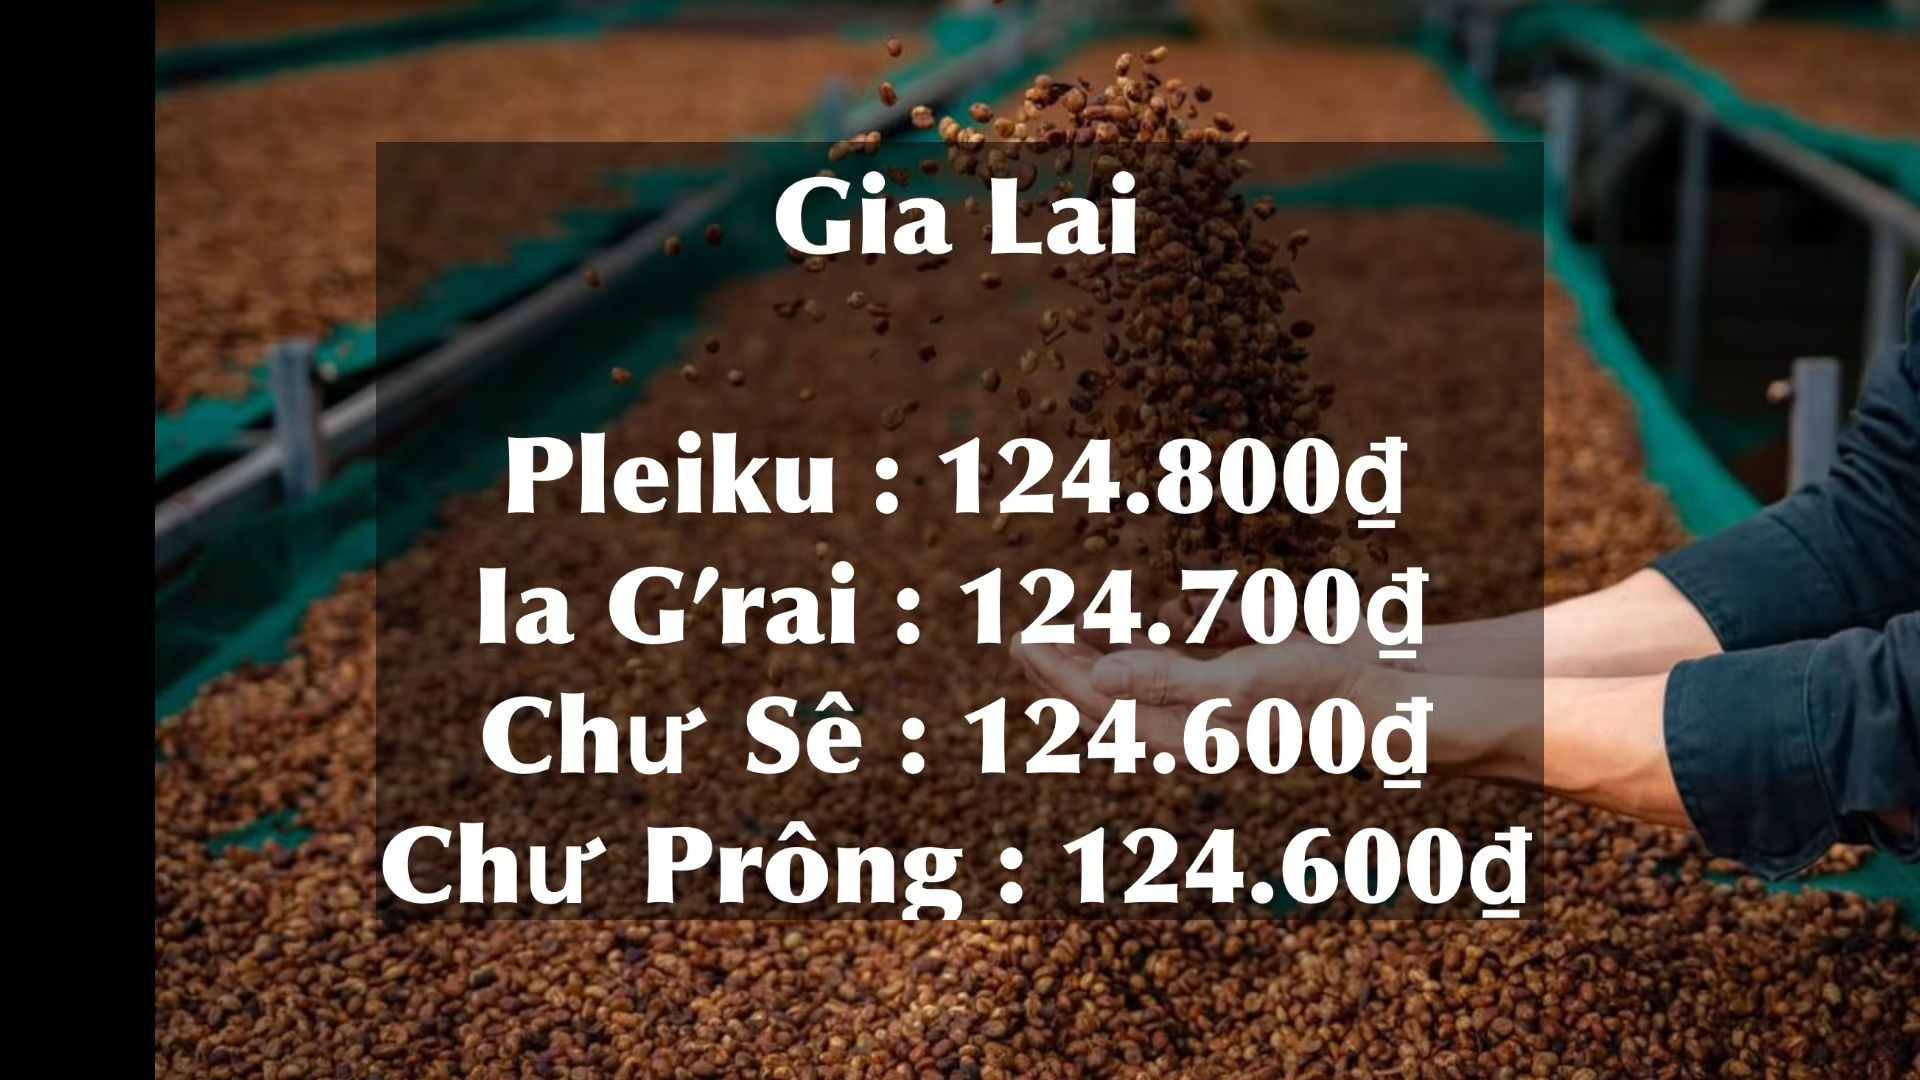 Gia Lai
Pleiku : 124.800₫
Ia G'rai : 124.700₫
Chư Sê : 124.600₫
Chư Prông : 124.600₫